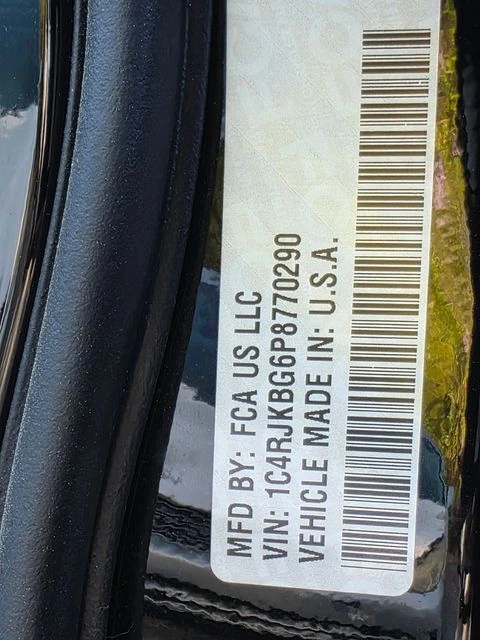 MFD BY: FCA US LLC
VIN: 1C4RJKBG6P8770290
VEHICLE MADE IN: U.S.A.